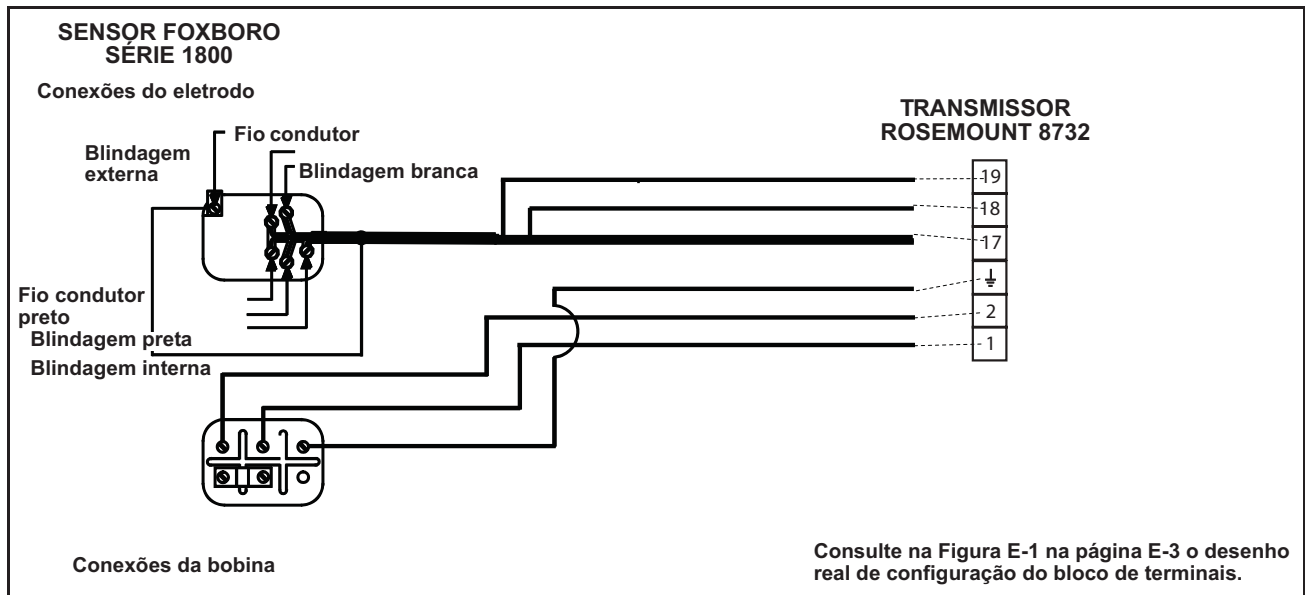 SENSOR FOXBORO
SÉRIE 1800
Conexões do eletrodo
Fio condutor
Blindagem
externa
Blindagem branca
TRANSMISSOR
ROSEMOUNT 8732
19
18
17
2
1
Fio condutor
preto
Blindagem preta
Blindagem interna
Conexões da bobina
Consulte na Figura E-1 na página E-3 o desenho
real de configuração do bloco de terminais.